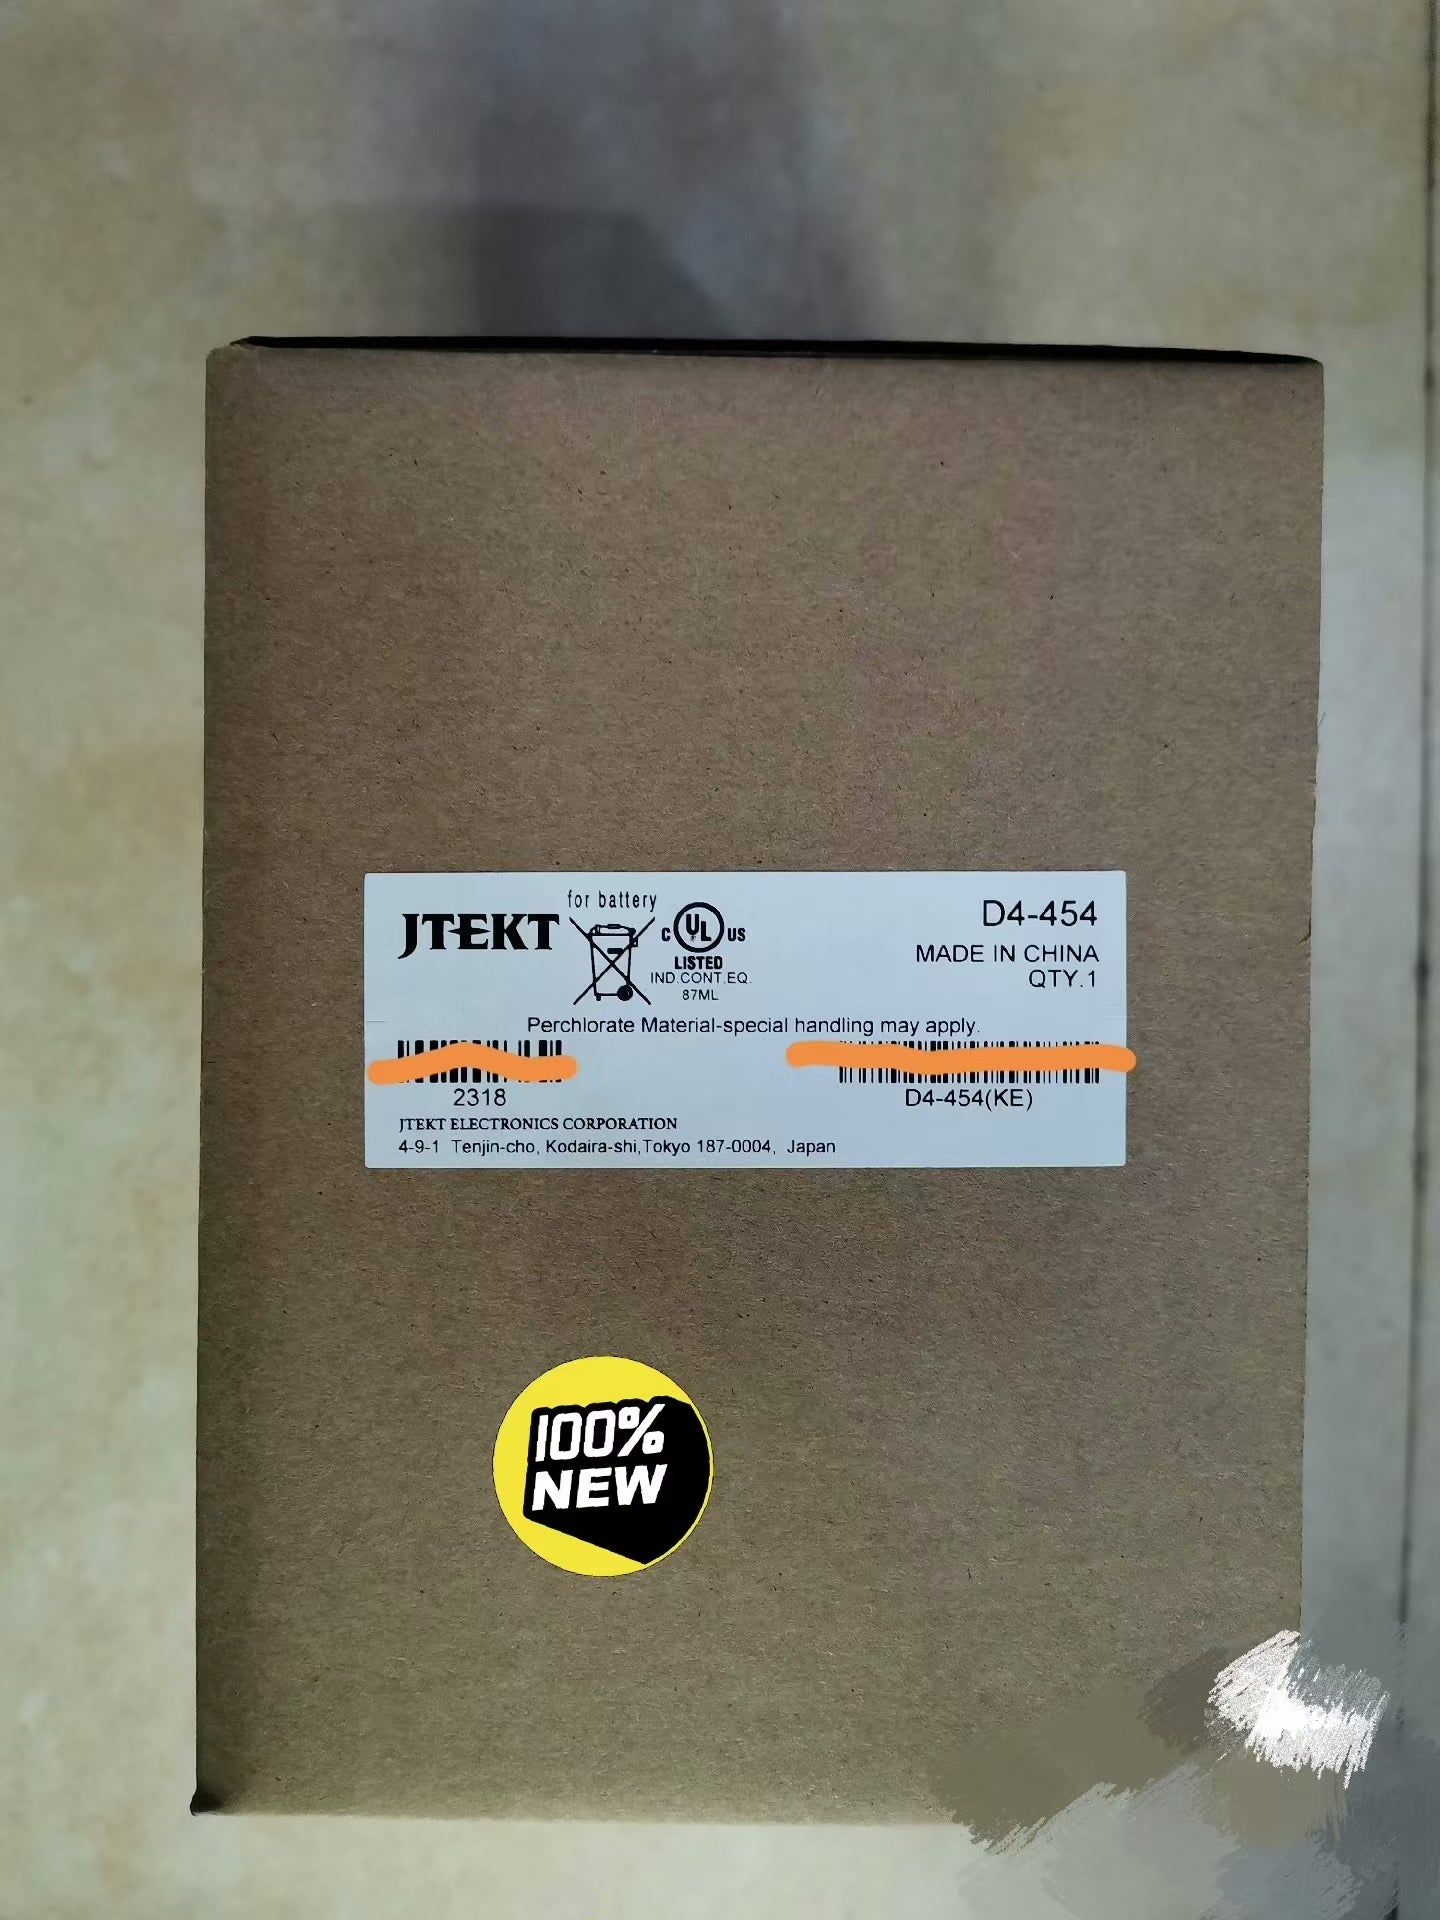 JTEKT
for battery
C UL US
LISTED
IND.CONT.EQ.
87ML
D4-454
MADE IN CHINA
QTY.1
Perchlorate Material-special handling may apply.
2318
D4-454(KE)
JTEKT ELECTRONICS CORPORATION
4-9-1 Tenjin-cho, Kodaira-shi,Tokyo 187-0004, Japan
100%
NEW